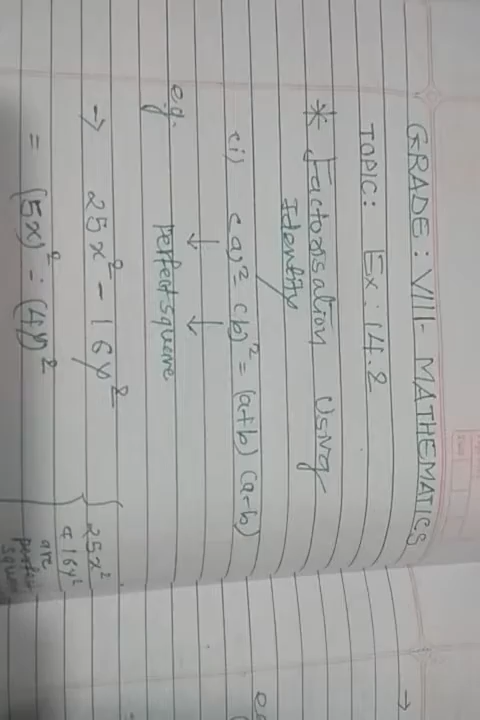 GRADE: VIII - MATHEMATICS
TOPIC: Ex: 14.2
* Factorisation Using
Identity
(i) (a)² - (b)² = (a+b) (a-b)
↓ ↓
Perfect square
e.g.
→ 25x² - 16y²
= (5x)² - (4y)²
25x²
& 16y²
are
perfect
square